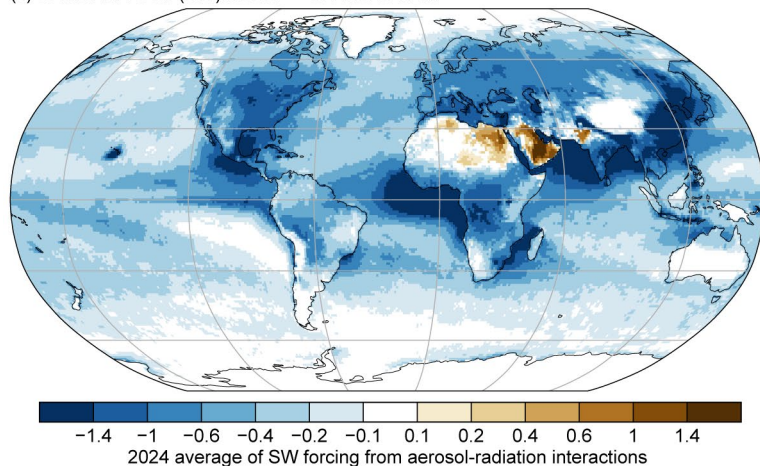 −1.4 −1 −0.6 −0.4 −0.2 −0.1 0.1 0.2 0.4 0.6 1 1.4
2024 average of SW forcing from aerosol-radiation interactions